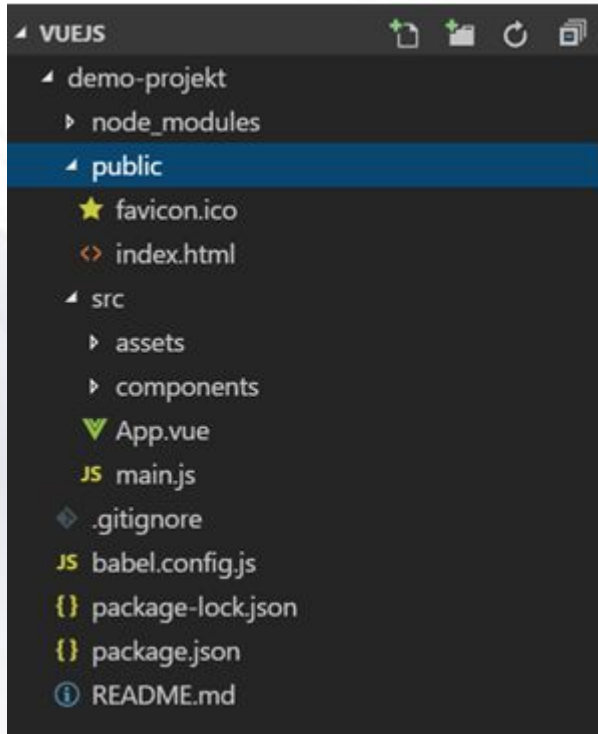 VUEJS
demo-projekt
node_modules
public
favicon.ico
index.html
src
assets
components
App.vue
JS main.js
.gitignore
JS babel.config.js
{} package-lock.json
{} package.json
README.md